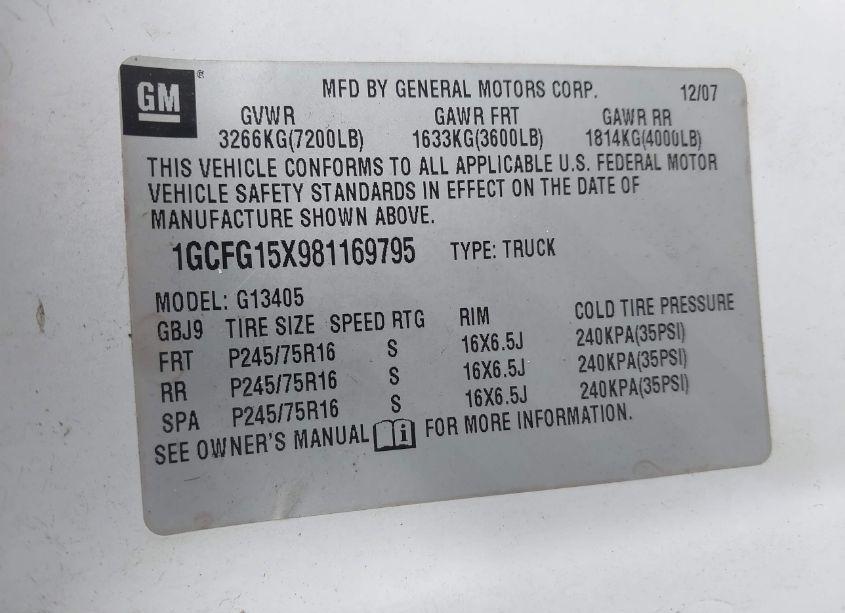 GM ®
MFD BY GENERAL MOTORS CORP. 12/07
GVWR GAWR FRT GAWR RR
3266KG(7200LB) 1633KG(3600LB) 1814KG(4000LB)
THIS VEHICLE CONFORMS TO ALL APPLICABLE U.S. FEDERAL MOTOR
VEHICLE SAFETY STANDARDS IN EFFECT ON THE DATE OF
MANUFACTURE SHOWN ABOVE.
1GCFG15X981169795 TYPE: TRUCK
MODEL: G13405
GBJ9 TIRE SIZE SPEED RTG RIM COLD TIRE PRESSURE
FRT P245/75R16 S 16X6.5J 240KPA(35PSI)
RR P245/75R16 S 16X6.5J 240KPA(35PSI)
SPA P245/75R16 S 16X6.5J 240KPA(35PSI)
SEE OWNER'S MANUAL i FOR MORE INFORMATION.